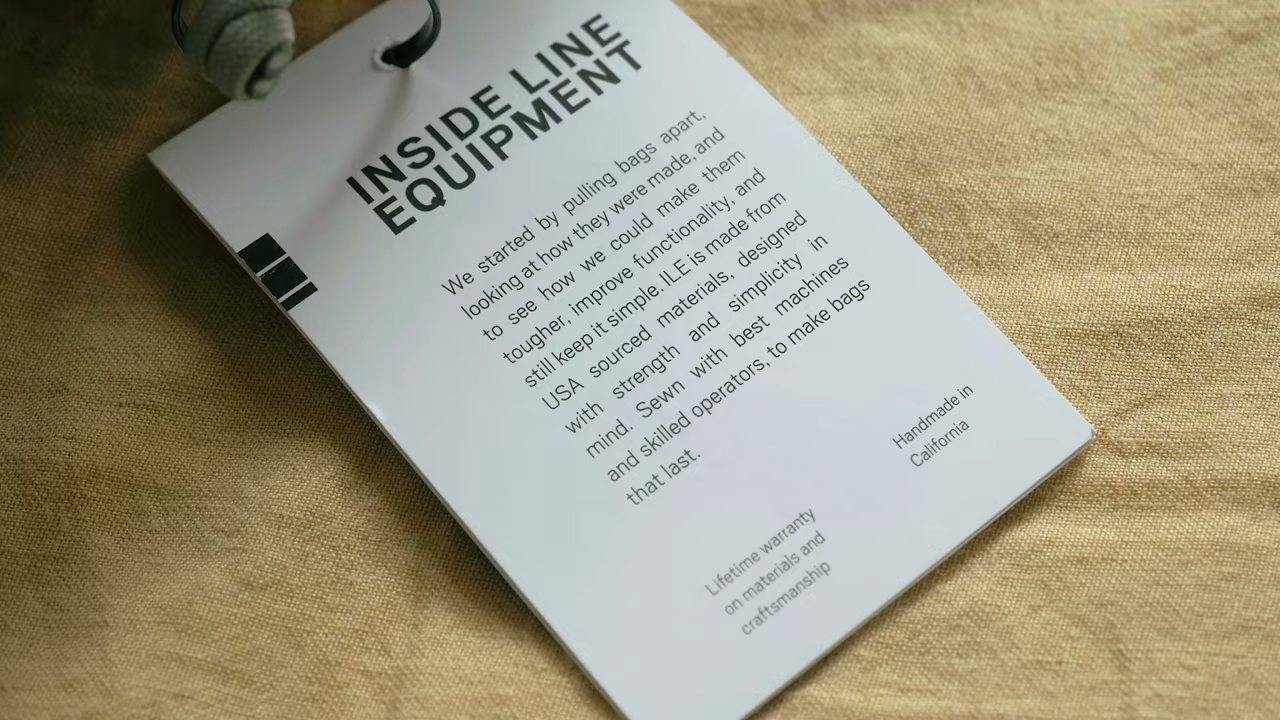 INSIDE LINE
EQUIPMENT
We started by pulling bags apart,
looking at how they were made, and
to see how we could make them
tougher, improve functionality, and
still keep it simple. ILE is made from
USA sourced materials, designed
with strength and simplicity in
mind. Sewn with best machines
and skilled operators, to make bags
that last.
Handmade in
California
Lifetime warranty
on materials and
craftsmanship